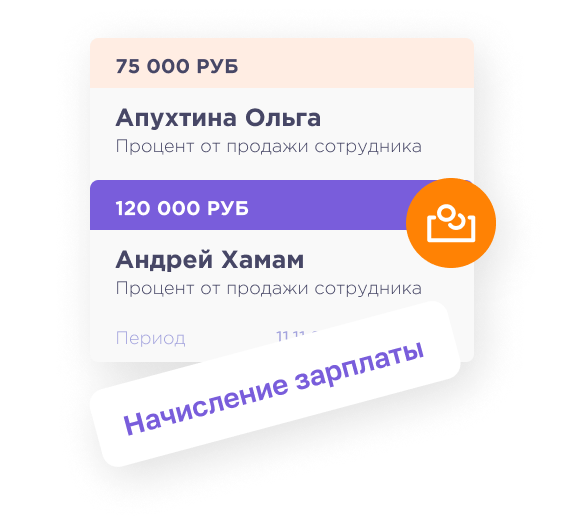 75 000 РУБ
Апухтина Ольга
Процент от продажи сотрудника
120 000 РУБ
Андрей Хамам
Процент от продажи сотрудника
Период
Начисление зарплаты